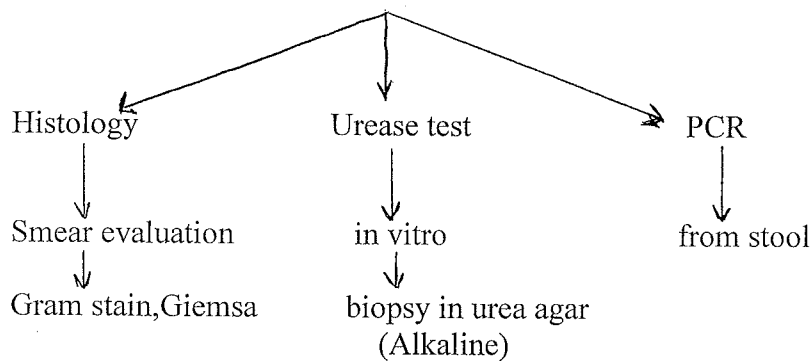 Histology
Urease test
PCR
Smear evaluation
in vitro
from stool
Gram stain,Giemsa
biopsy in urea agar
(Alkaline)